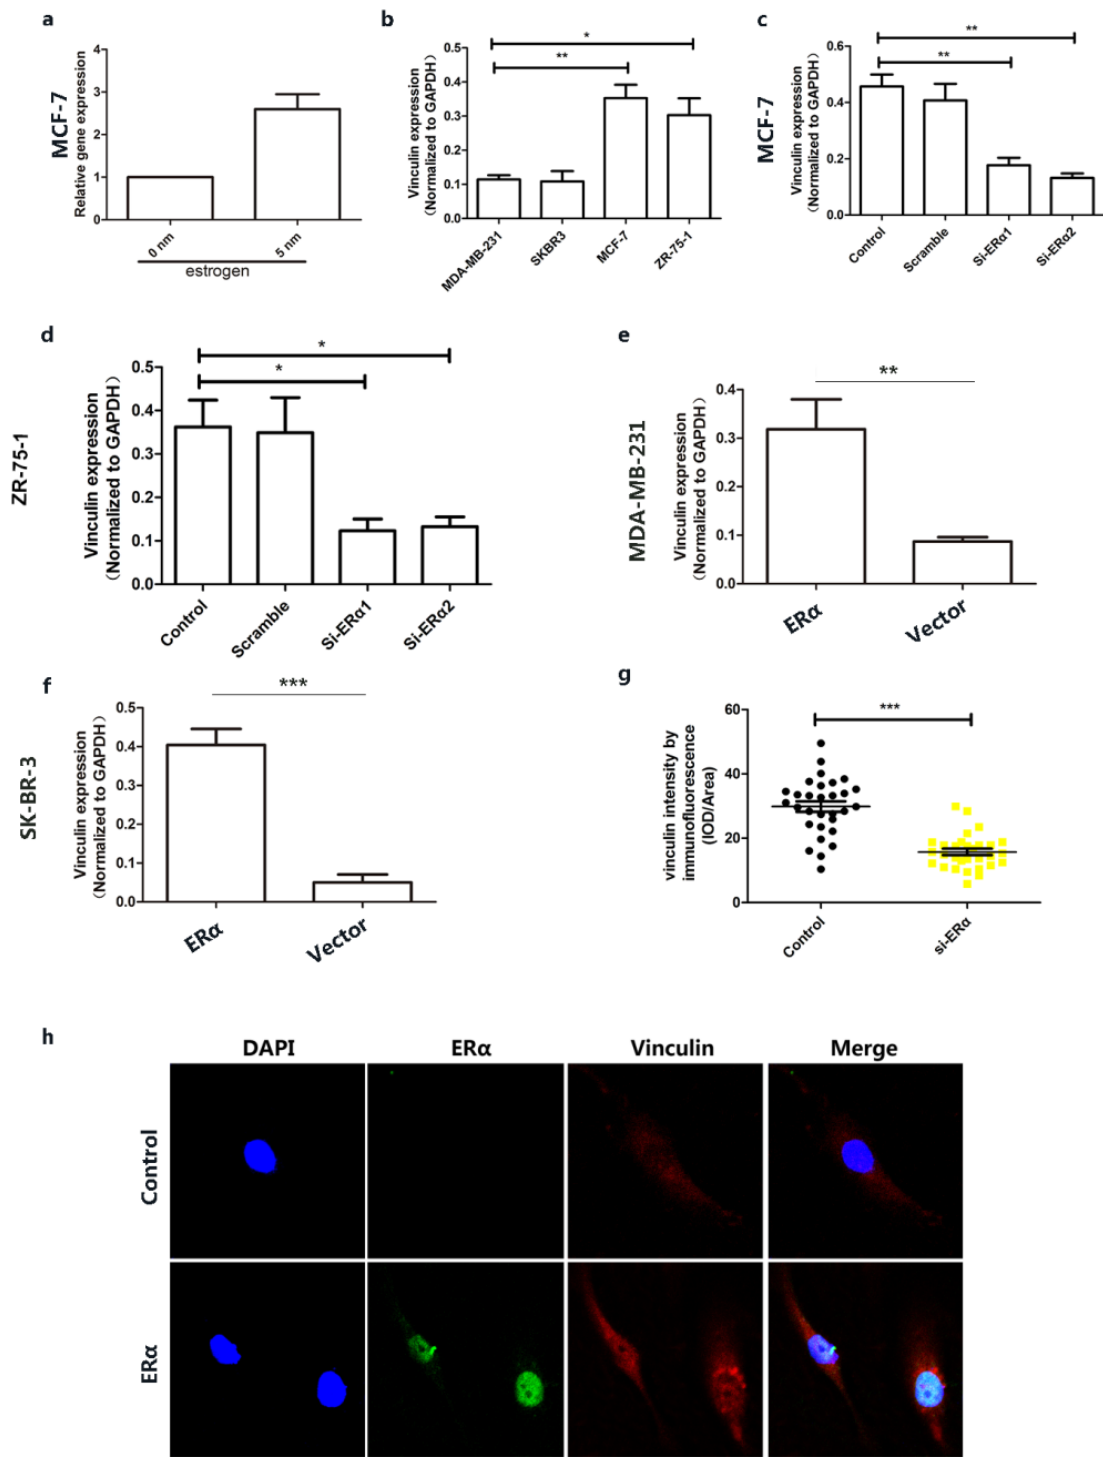 a
MCF-7
Relative gene expression
4
3
2
1
0
0 nm
5 nm
estrogen
b
Vinculin expression
(Normalized to GAPDH)
0.5
0.4
0.3
0.2
0.1
0.0
*
**
MDA-MB-231
SKBR3
MCF-7
ZR-75-1
c
MCF-7
Vinculin expression
(Normalized to GAPDH)
0.6
0.4
0.2
0.0
**
**
Control
Scramble
Si-ERα1
Si-ERα2
d
ZR-75-1
Vinculin expression
(Normalized to GAPDH)
0.5
0.4
0.3
0.2
0.1
0.0
*
*
Control
Scramble
Si-ERα1
Si-ERα2
e
MDA-MB-231
Vinculin expression
(Normalized to GAPDH)
0.4
0.3
0.2
0.1
0.0
**
ERα
Vector
f
SK-BR-3
Vinculin expression
(Normalized to GAPDH)
0.5
0.4
0.3
0.2
0.1
0.0
***
ERα
Vector
g
vinculin intensity by
immunofluorescence
(IOD/Area)
60
40
20
0
***
Control
si-ERα
h
DAPI
ERα
Vinculin
Merge
Control
ERα